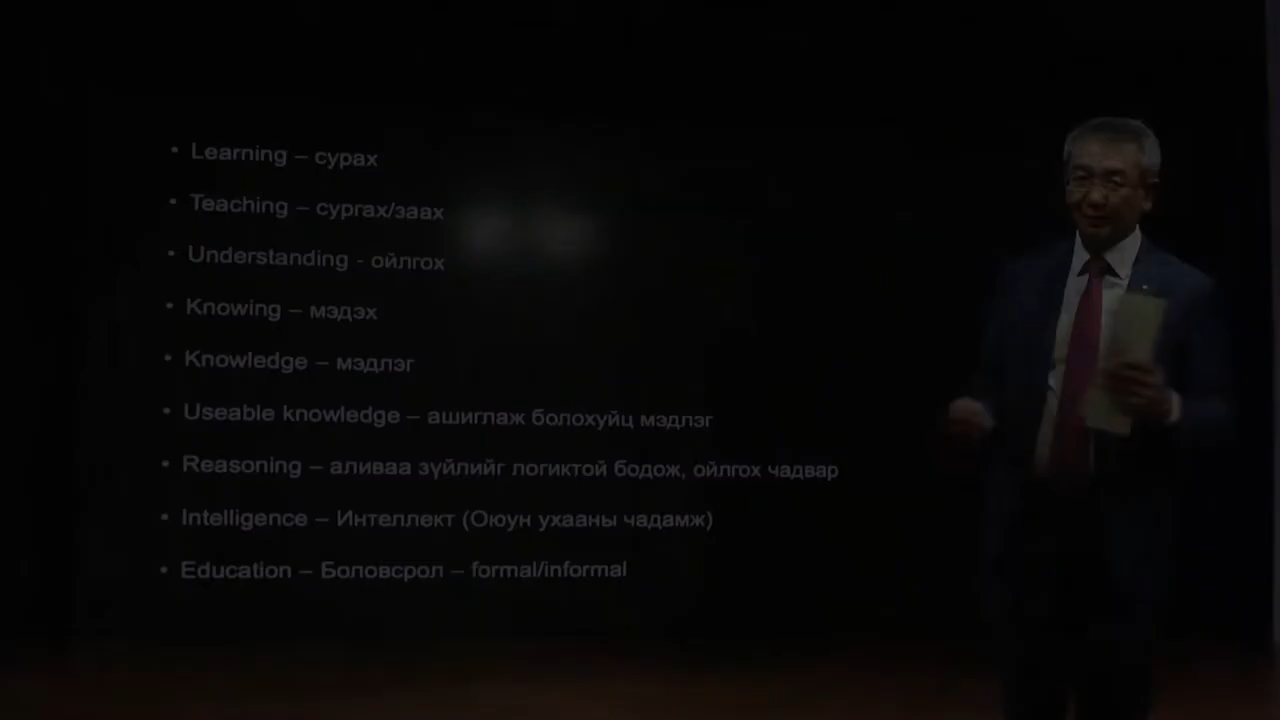 • Learning – сурах
• Teaching – сургах/заах
• Understanding - ойлгох
• Knowing – мэдэх
• Knowledge – мэдлэг
• Useable knowledge – ашиглаж болохуйц мэдлэг
• Reasoning – аливаа зүйлийг логиктой бодож, ойлгох чадвар
• Intelligence – Интеллект (Оюун ухааны чадамж)
• Education – Боловсрол – formal/informal